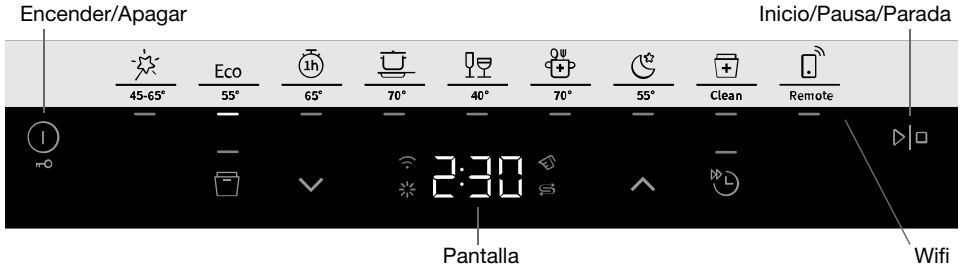 Encender/Apagar Inicio/Pausa/Parada
Eco 1h
45-65° 55° 65° 70° 40° 70° 55° Clean Remote
2:30
Pantalla Wifi